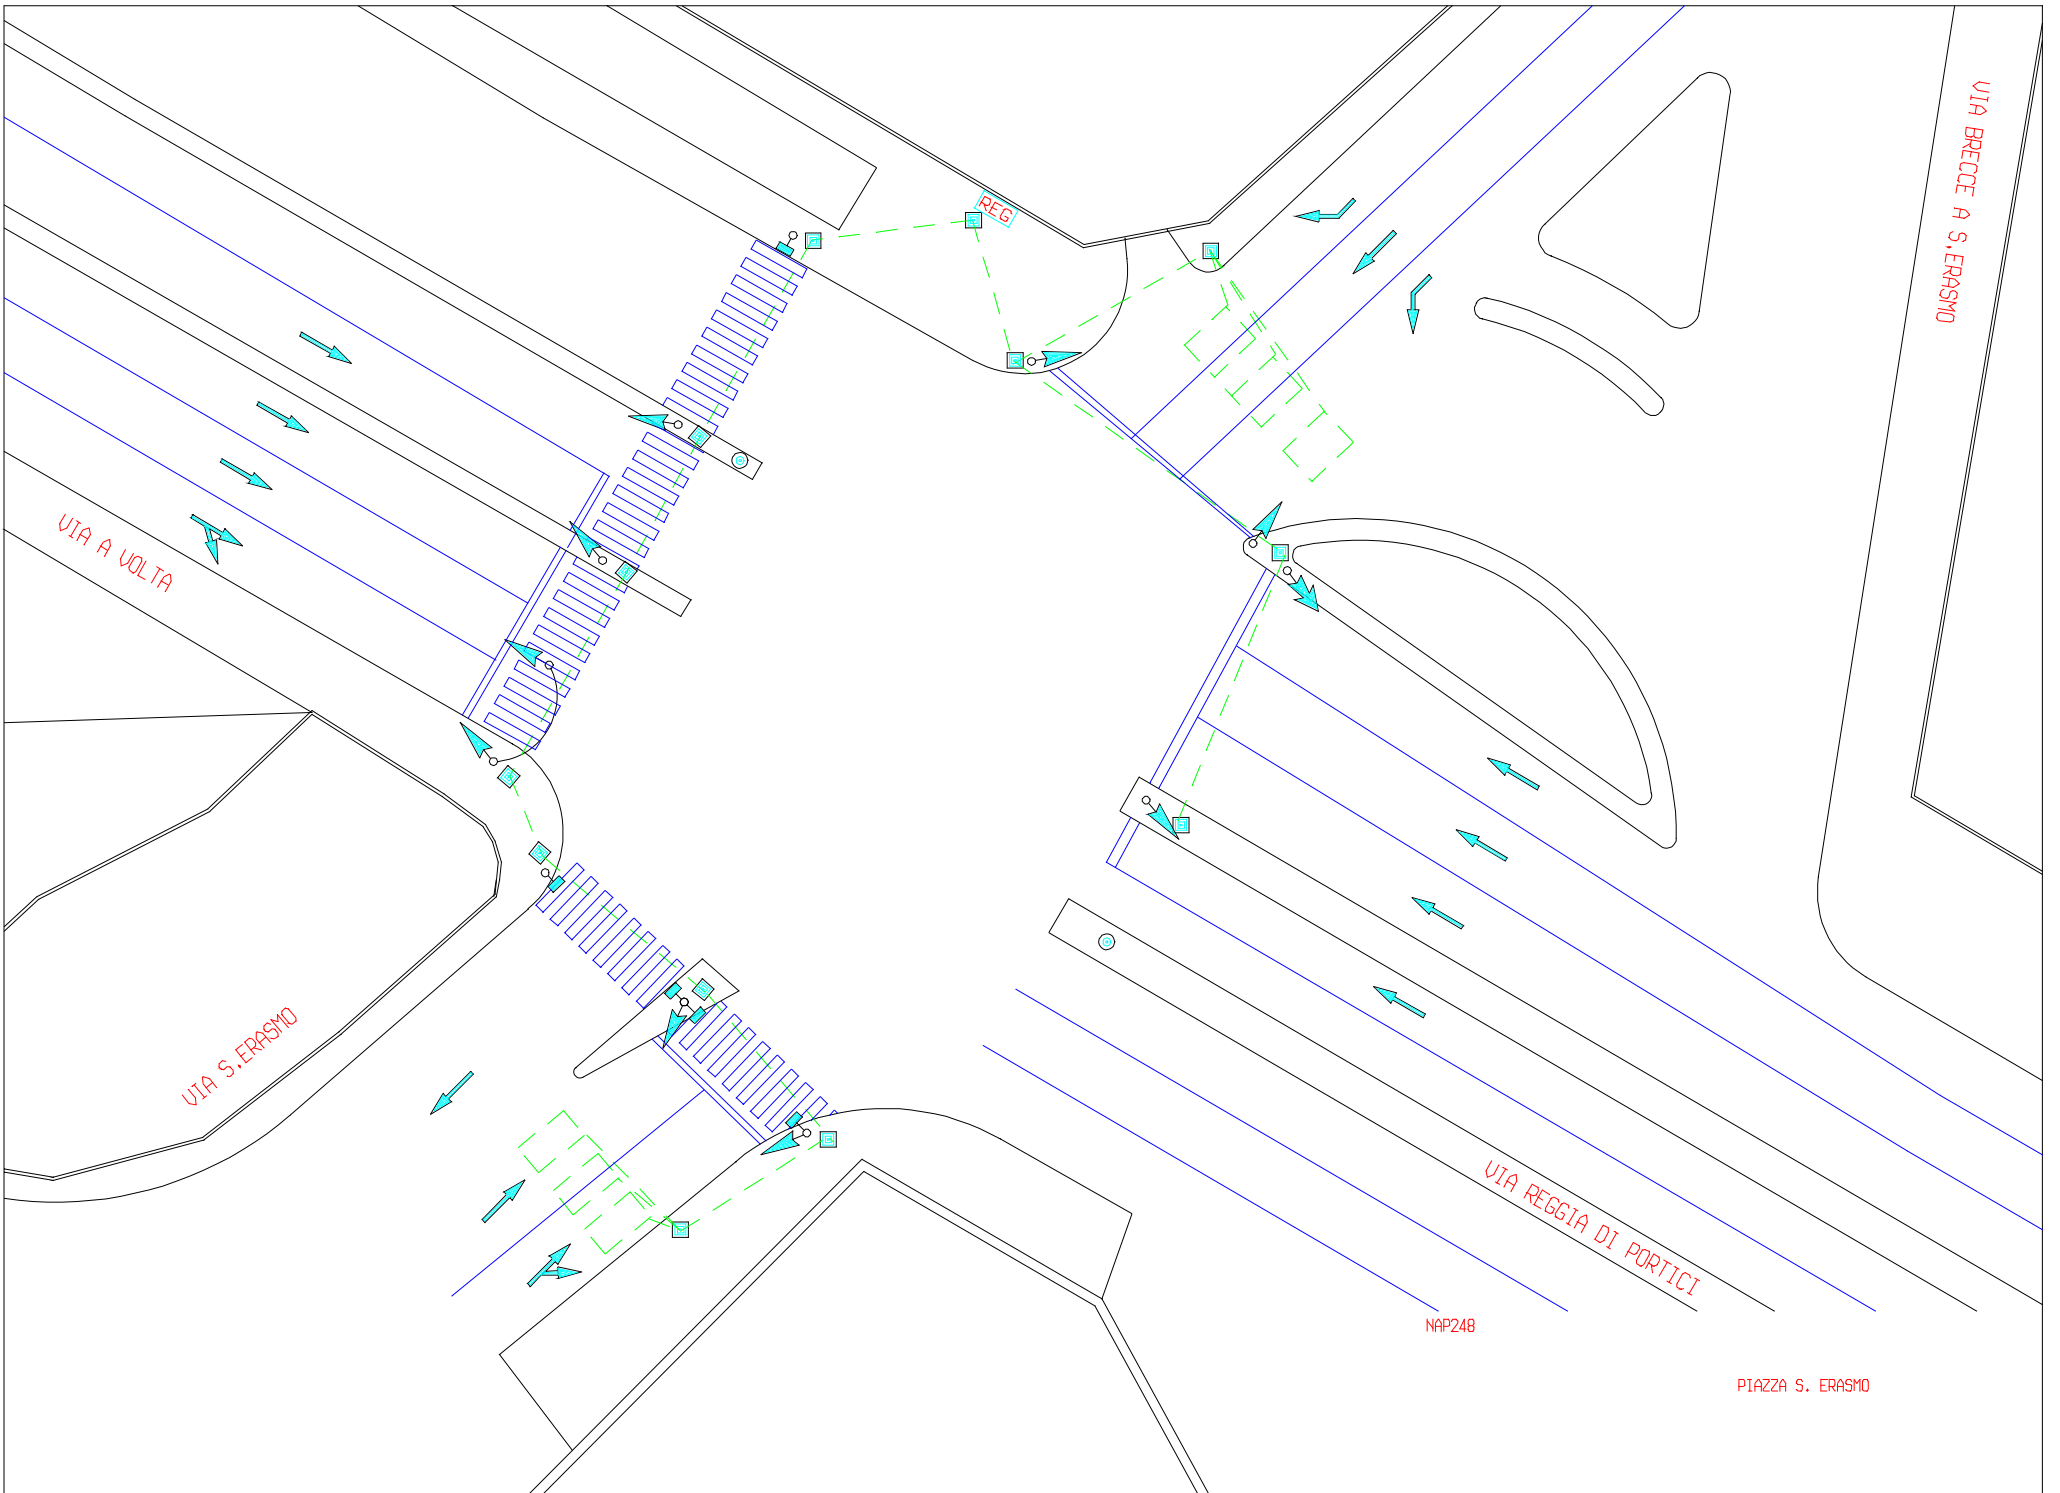 VIA BRECCE A S.ERASMO
REG
VIA A VOLTA
VIA S.ERASMO
VIA REGGIA DI PORTICI
NAP248
PIAZZA S. ERASMO